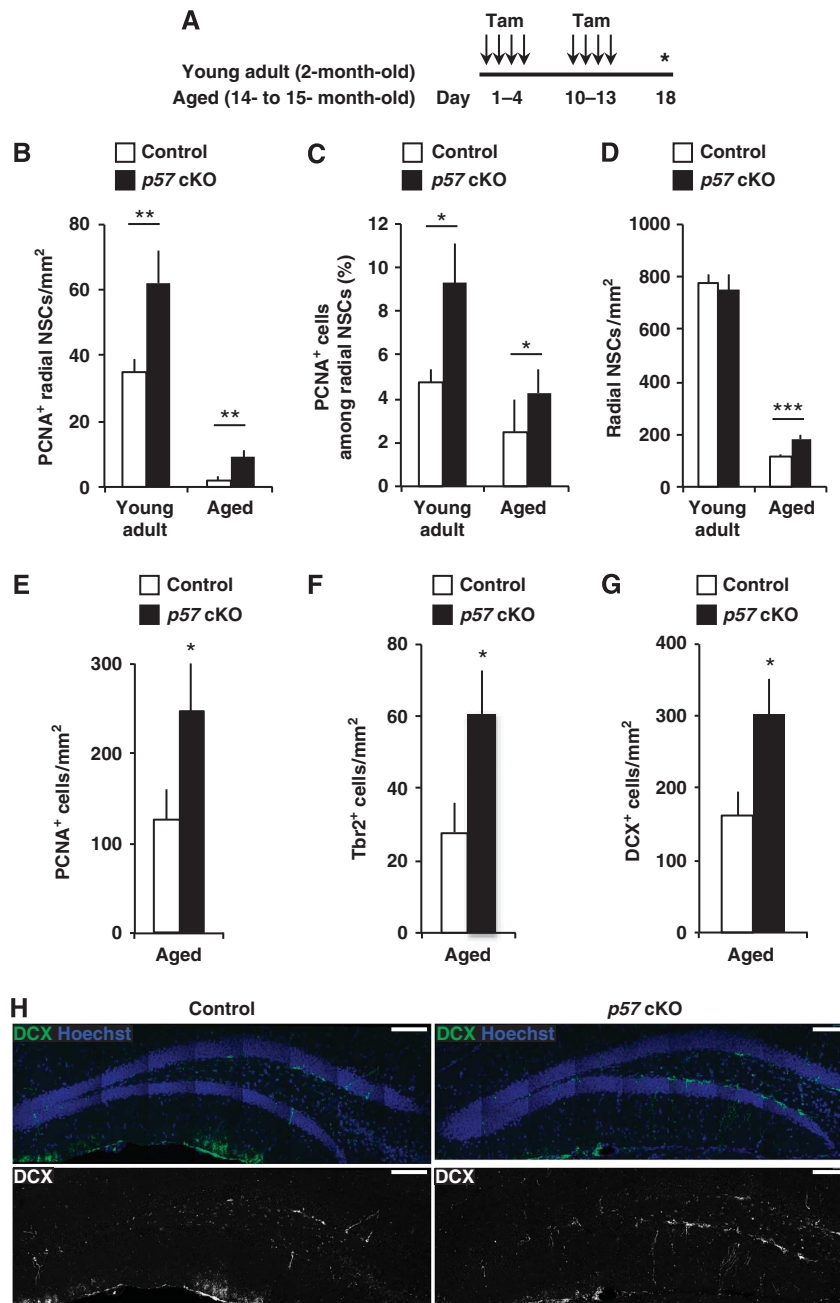 A
Tam Tam
Young adult (2-month-old) *
Aged (14- to 15- month-old) Day 1–4 10–13 18
B
Control
p57 cKO
PCNA+ radial NSCs/mm2
80
60
40
20
0
**
**
Young adult
Aged
C
Control
p57 cKO
PCNA+ cells
among radial NSCs (%)
12
10
8
6
4
2
0
*
*
Young adult
Aged
D
Control
p57 cKO
Radial NSCs/mm2
1000
800
600
400
200
0
***
Young adult
Aged
E
Control
p57 cKO
PCNA+ cells/mm2
300
200
100
0
*
Aged
F
Control
p57 cKO
Tbr2+ cells/mm2
80
60
40
20
0
*
Aged
G
Control
p57 cKO
DCX+ cells/mm2
400
300
200
100
0
*
Aged
H
Control
p57 cKO
DCX Hoechst
DCX Hoechst
DCX
DCX